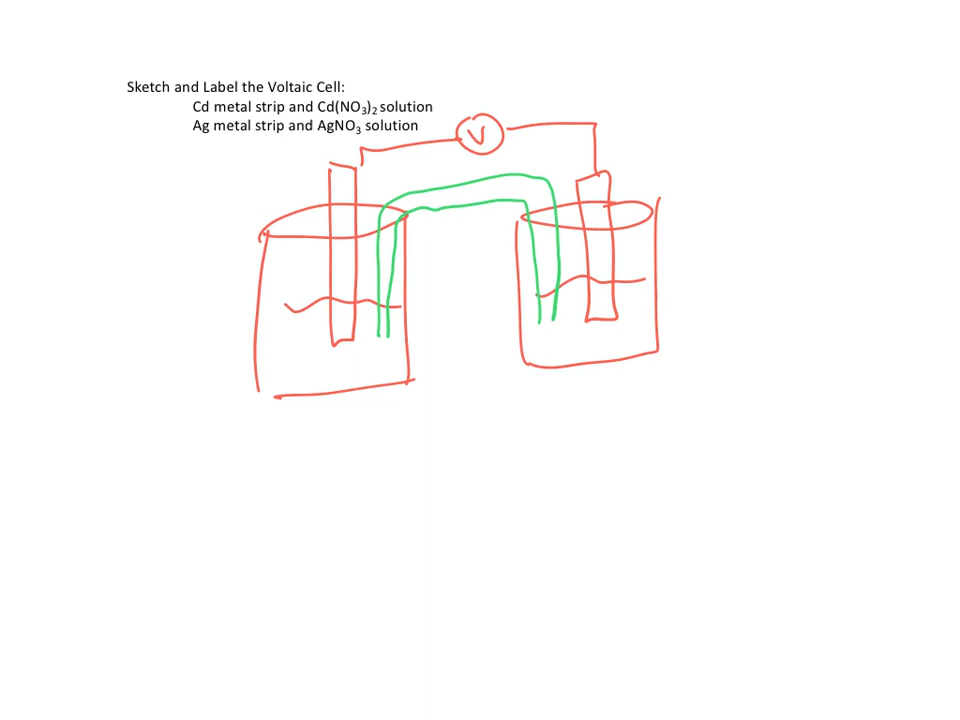 Sketch and Label the Voltaic Cell:
Cd metal strip and Cd(NO3)2 solution
Ag metal strip and AgNO3 solution
V